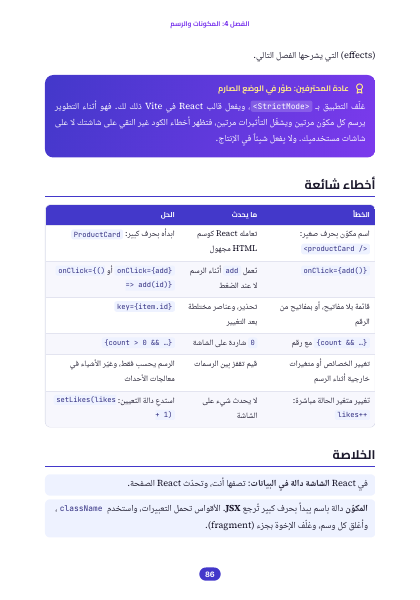 الفصل 4: المكونات والرسم
(effects) التي يشرحها الفصل التالي.
عادة المحترفين: طوّر في الوضع الصارم
غلّف التطبيق بـ <StrictMode>، ويفعل قالب React في Vite ذلك لك. فهو أثناء التطوير
يرسم كل مكوّن مرتين ويشغّل التأثيرات مرتين، فتظهر أخطاء الكود غير النقي على شاشتك لا على
شاشات مستخدميك. ولا يفعل شيئاً في الإنتاج.
أخطاء شائعة
الخطأ ما يحدث الحل
اسم مكوّن بحرف صغير: تعامله React كوسم ابدأه بحرف كبير: ProductCard
<productCard /> HTML مجهول
onClick={add()} تعمل add أثناء الرسم onClick={add} أو onClick={()
لا عند الضغط => add(id)}
قائمة بلا مفاتيح، أو بمفاتيح من تحذير، وعناصر مختلطة key={item.id}
الرقم بعد التغيير
{count && …} مع رقم 0 شاردة على الشاشة {count > 0 && …}
تغيير الخصائص أو متغيرات قيم تقفز بين الرسمات الرسم يحسب فقط، وغيّر الأشياء في
خارجية أثناء الرسم معالجات الأحداث
تغيير متغير الحالة مباشرة: لا يحدث شيء على استدعِ دالة التعيين: setLikes(likes
likes++ الشاشة + 1)
الخلاصة
في React الشاشة دالة في البيانات: تصفها أنت، وتحدّث React الصفحة.
المكوّن دالة باسم يبدأ بحرف كبير تُرجع JSX. الأقواس تحمل التعبيرات، واستخدم className،
وأغلق كل وسم، وغلّف الإخوة بجزء (fragment).
86